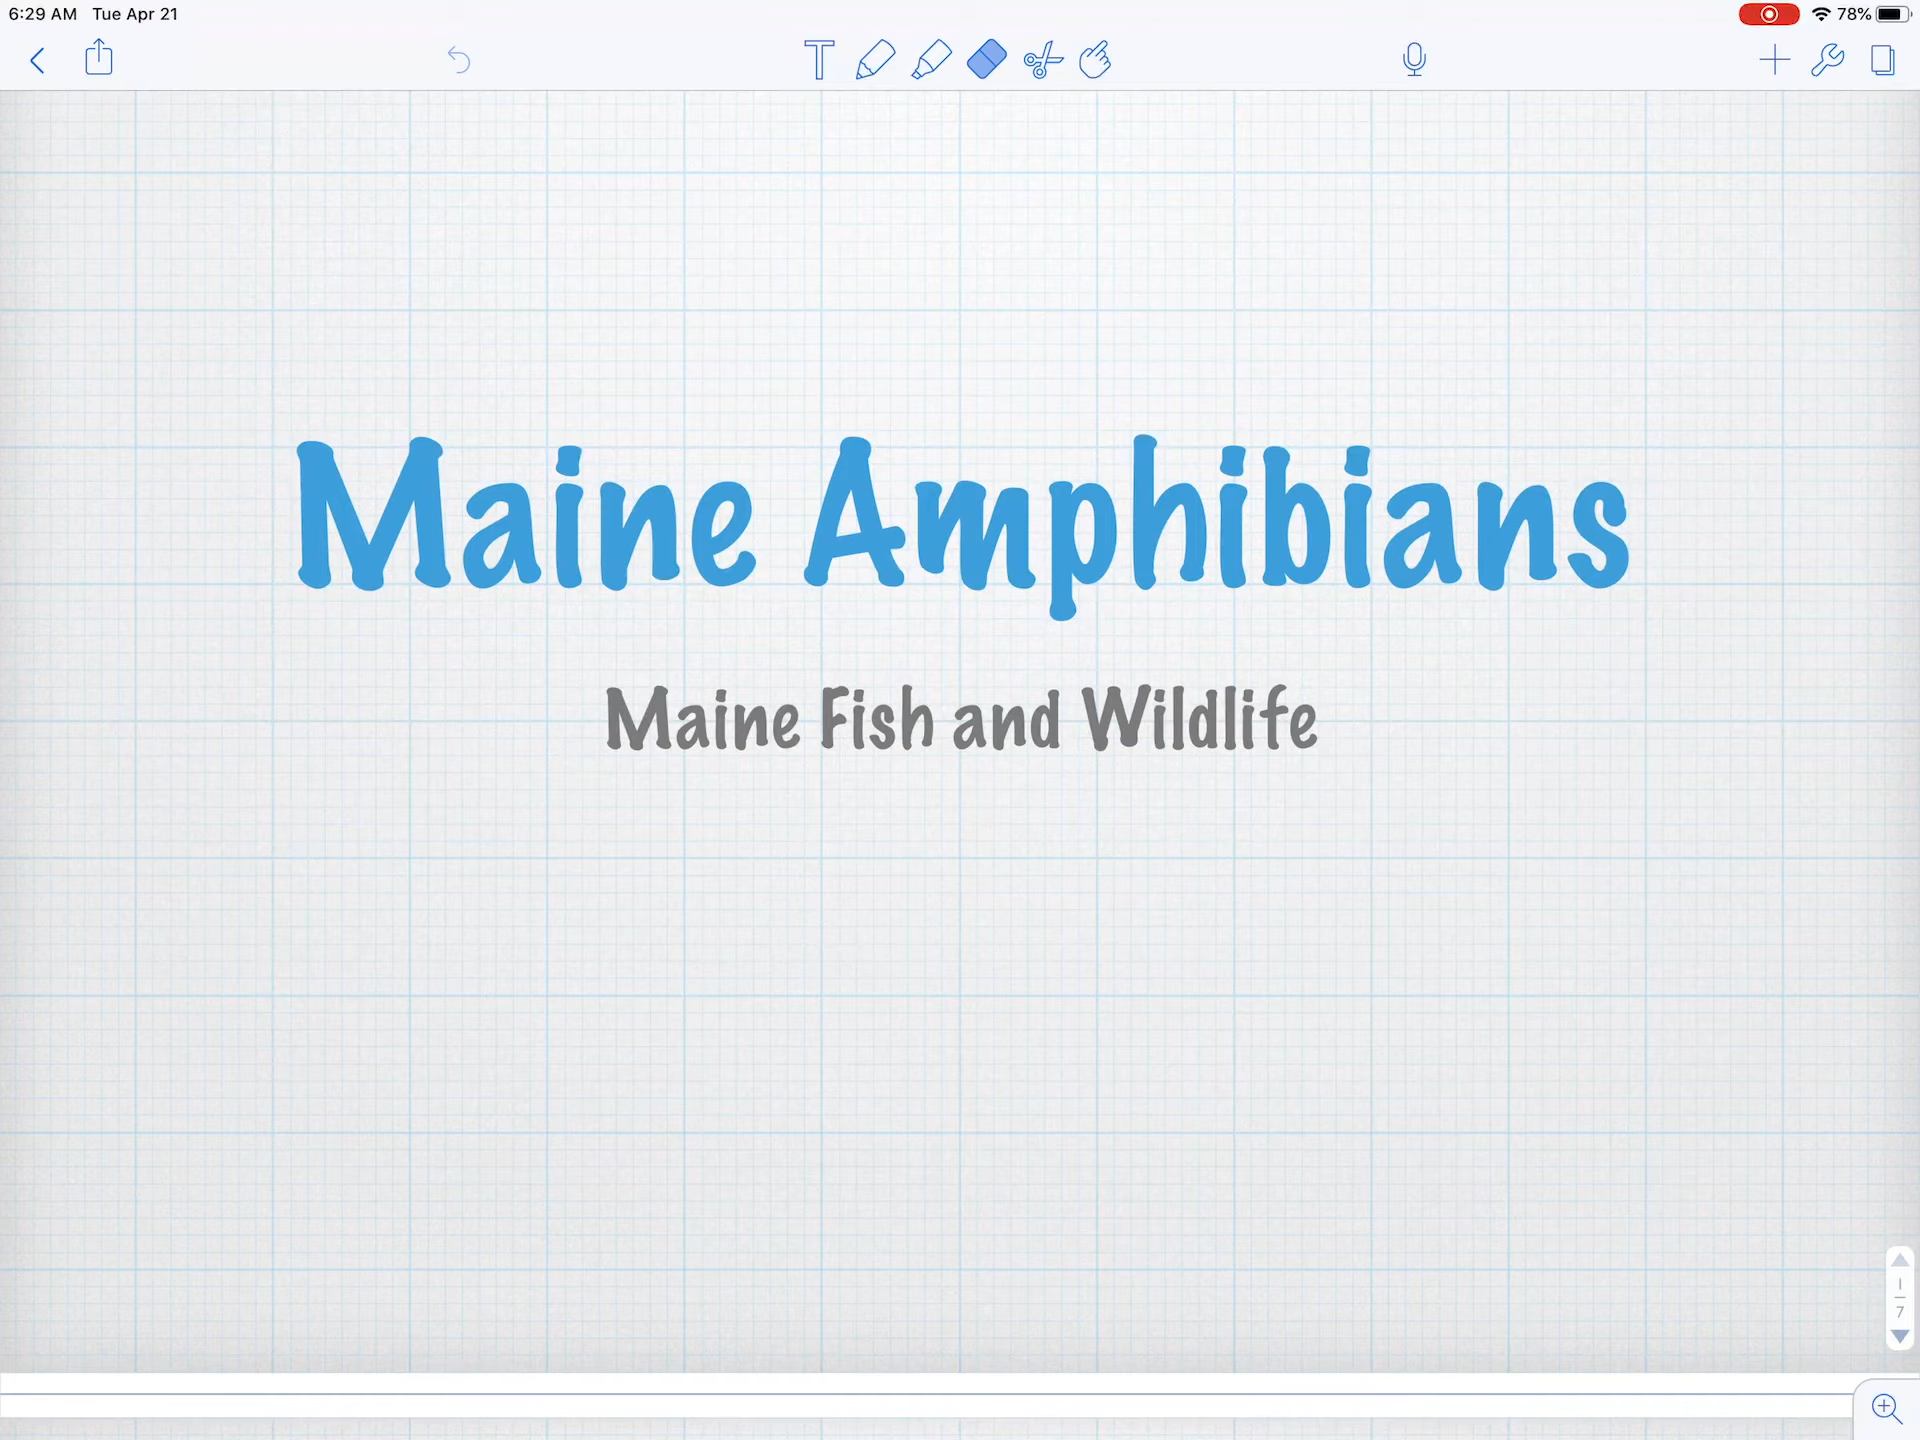 6:29 AM Tue Apr 21
78%
Maine Amphibians
Maine Fish and Wildlife
1
7